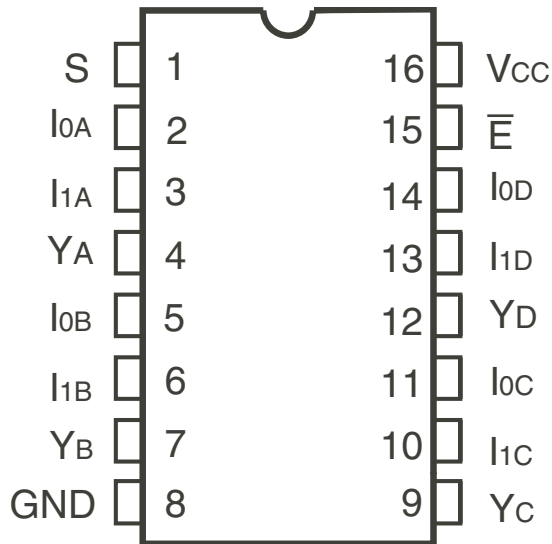 S 1 16 VCC
I0A 2 15 E̅
I1A 3 14 I0D
YA 4 13 I1D
I0B 5 12 YD
I1B 6 11 I0C
YB 7 10 I1C
GND 8 9 YC